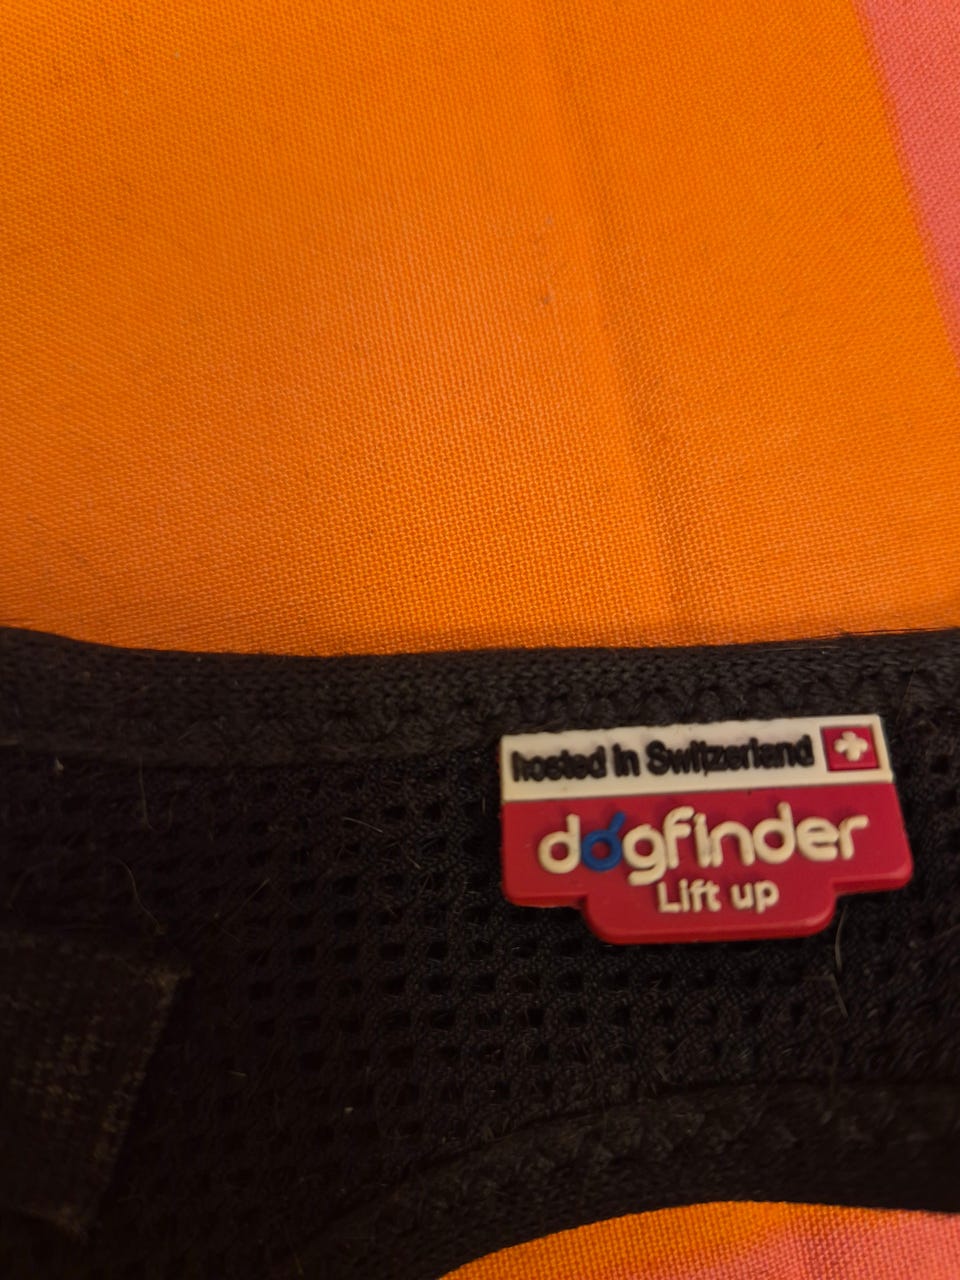 hosted in Switzerland
dogfinder
Lift up